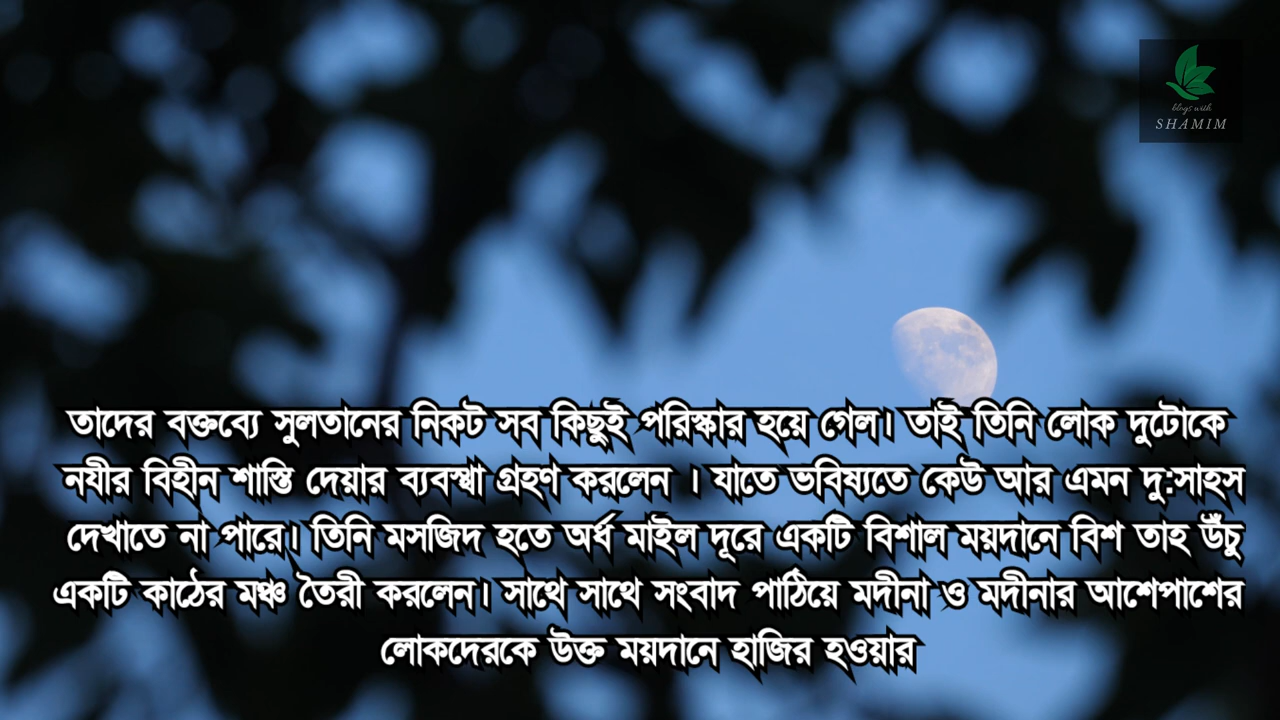 blogs with
SHAMIM
তাদের বক্তব্যে সুলতানের নিকট সব কিছুই পরিস্কার হয়ে গেল। তাই তিনি লোক দুটোকে
নযীর বিহীন শাস্তি দেয়ার ব্যবস্থা গ্রহণ করলেন । যাতে ভবিষ্যতে কেউ আর এমন দু:সাহস
দেখাতে না পারে। তিনি মসজিদ হতে অর্ধ মাইল দূরে একটি বিশাল ময়দানে বিশ তাহ উঁচু
একটি কাঠের মঞ্চ তৈরী করলেন। সাথে সাথে সংবাদ পাঠিয়ে মদীনা ও মদীনার আশেপাশের
লোকদেরকে উক্ত ময়দানে হাজির হওয়ার